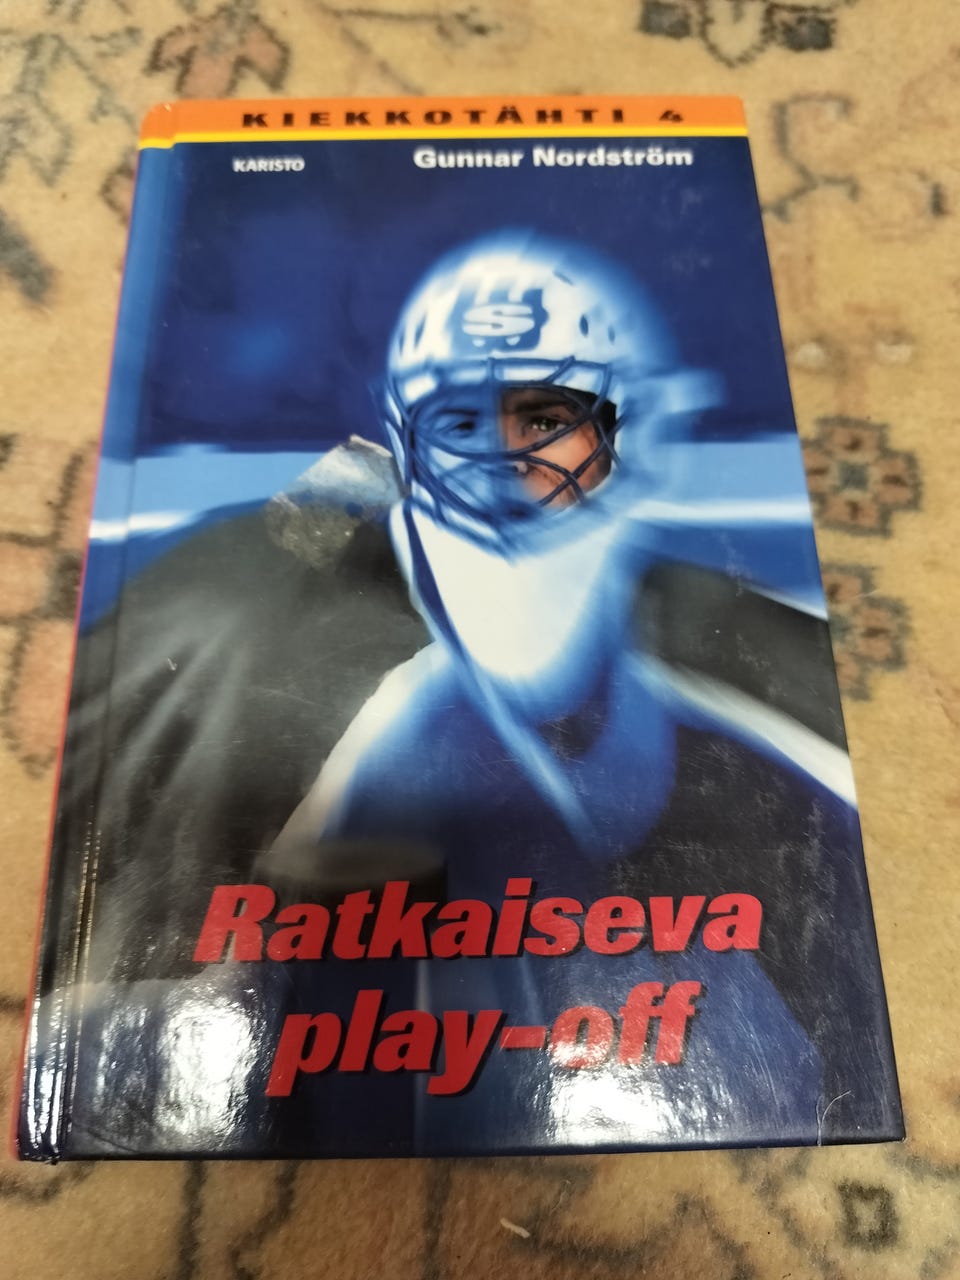 KIEKKOTÄHTI 4
KARISTO
Gunnar Nordström
S
Ratkaiseva
play-off